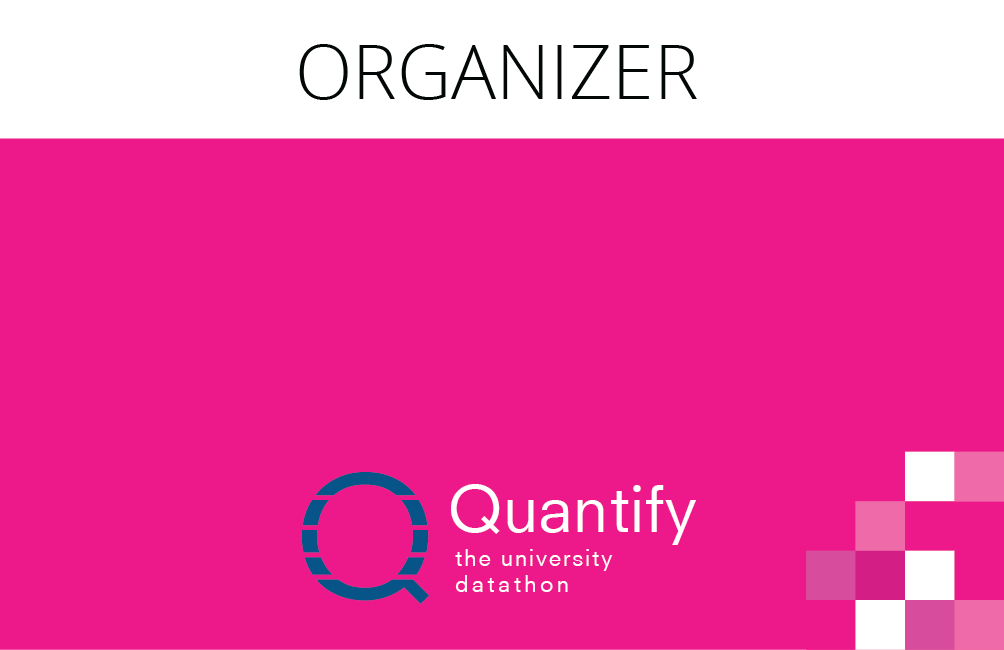 ORGANIZER
Quantify
the university
datathon